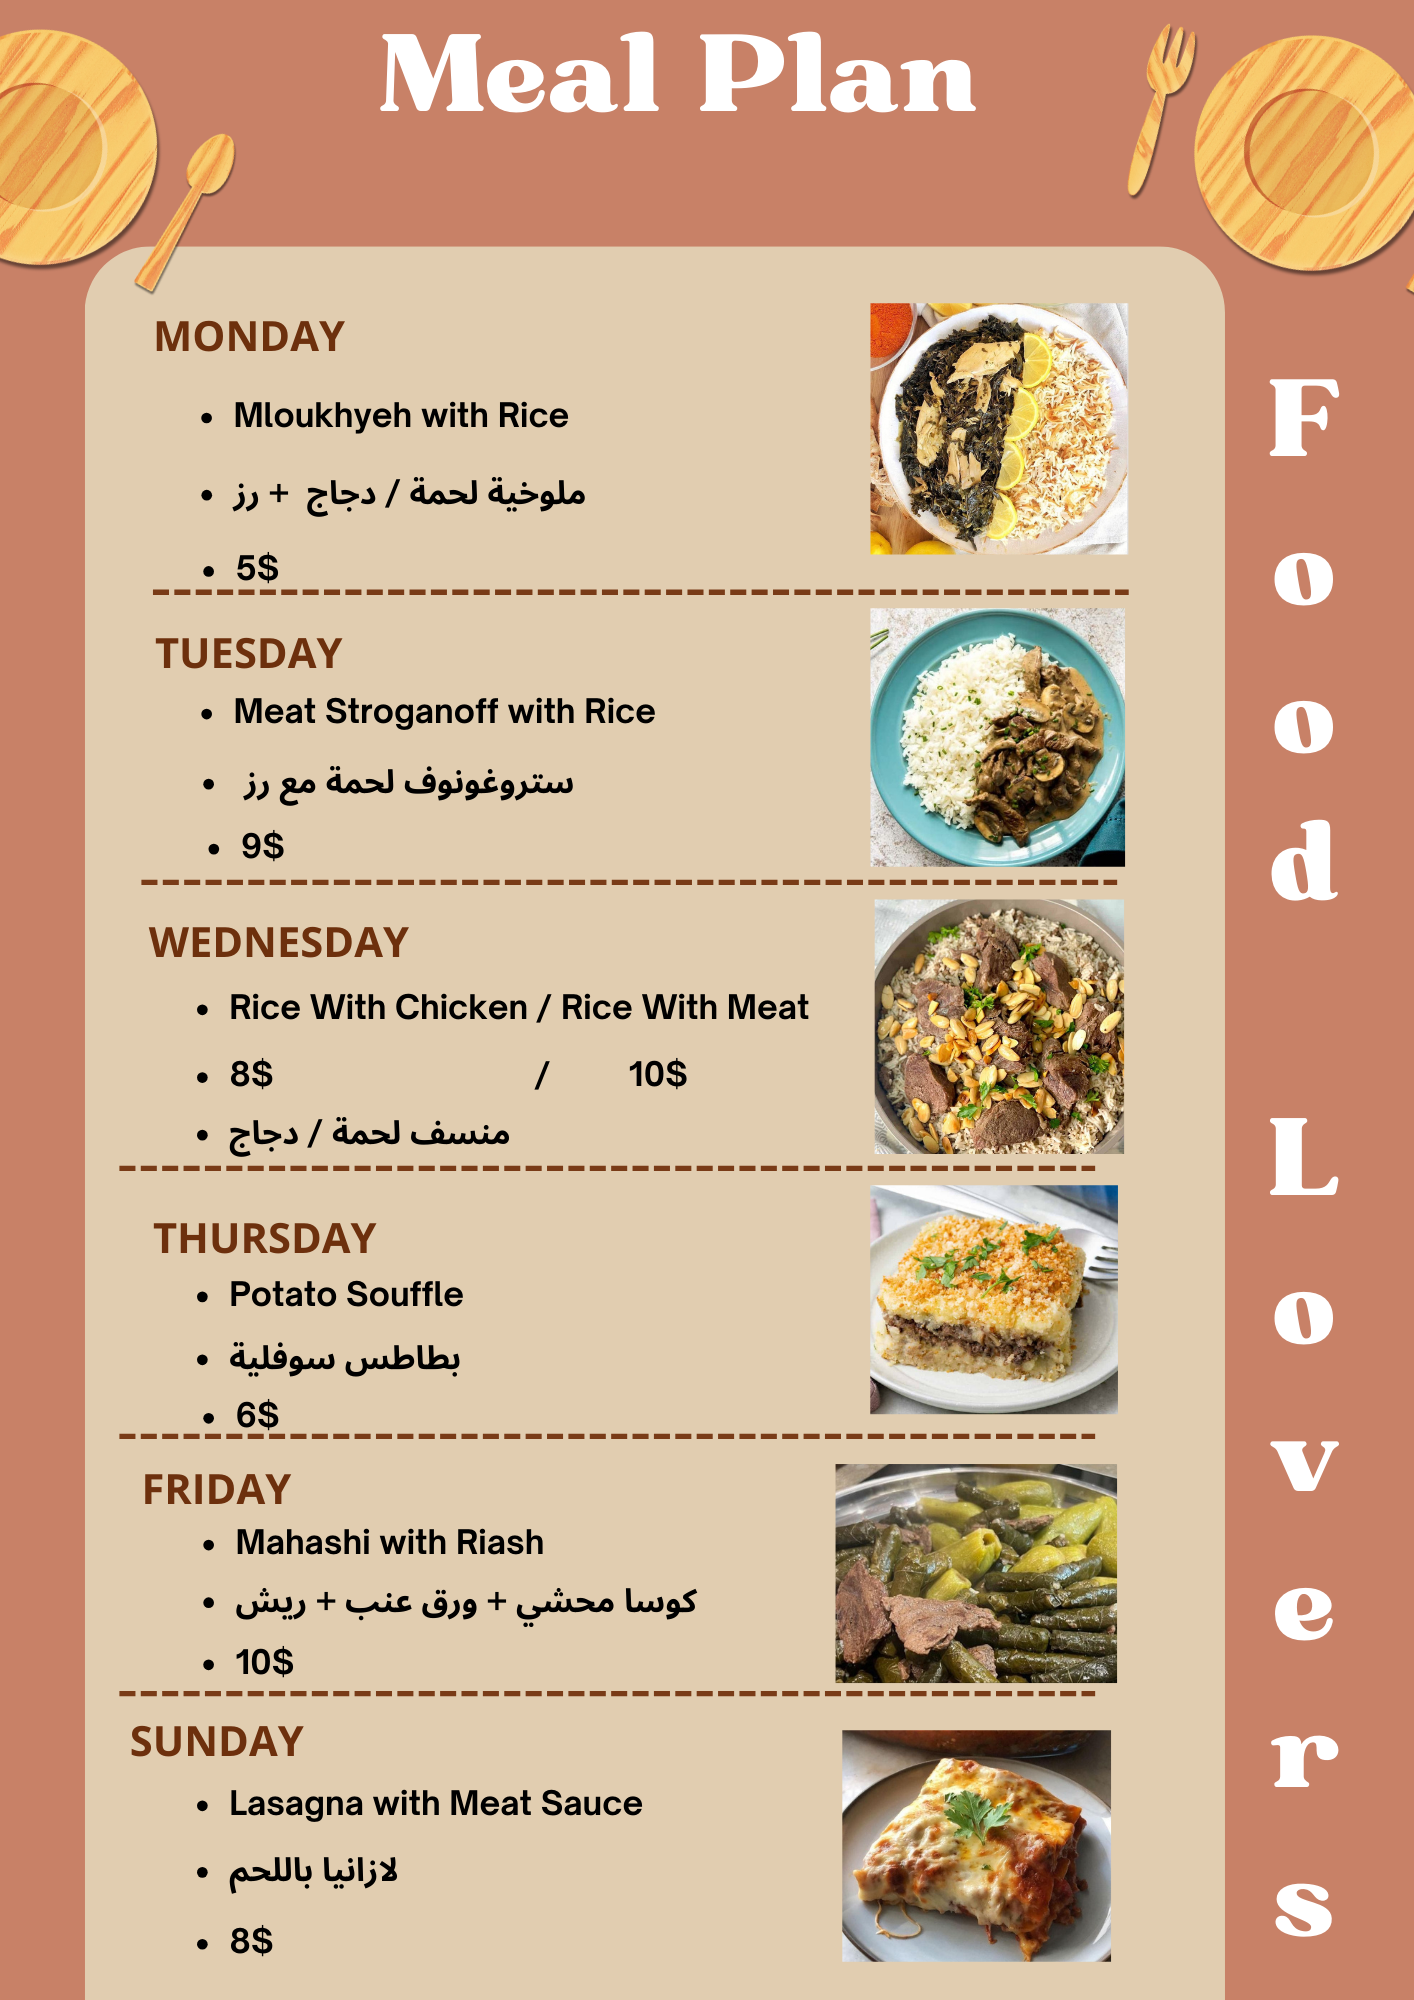 Meal Plan
MONDAY
Mloukhyeh with Rice
ملوخية لحمة / دجاج + رز
5$
TUESDAY
Meat Stroganoff with Rice
ستروغونوف لحمة مع رز
9$
WEDNESDAY
Rice With Chicken / Rice With Meat
8$ / 10$
منسف لحمة / دجاج
THURSDAY
Potato Souffle
بطاطس سوفلية
6$
FRIDAY
Mahashi with Riash
كوسا محشي + ورق عنب + ريش
10$
SUNDAY
Lasagna with Meat Sauce
لازانيا باللحم
8$
Food Lovers